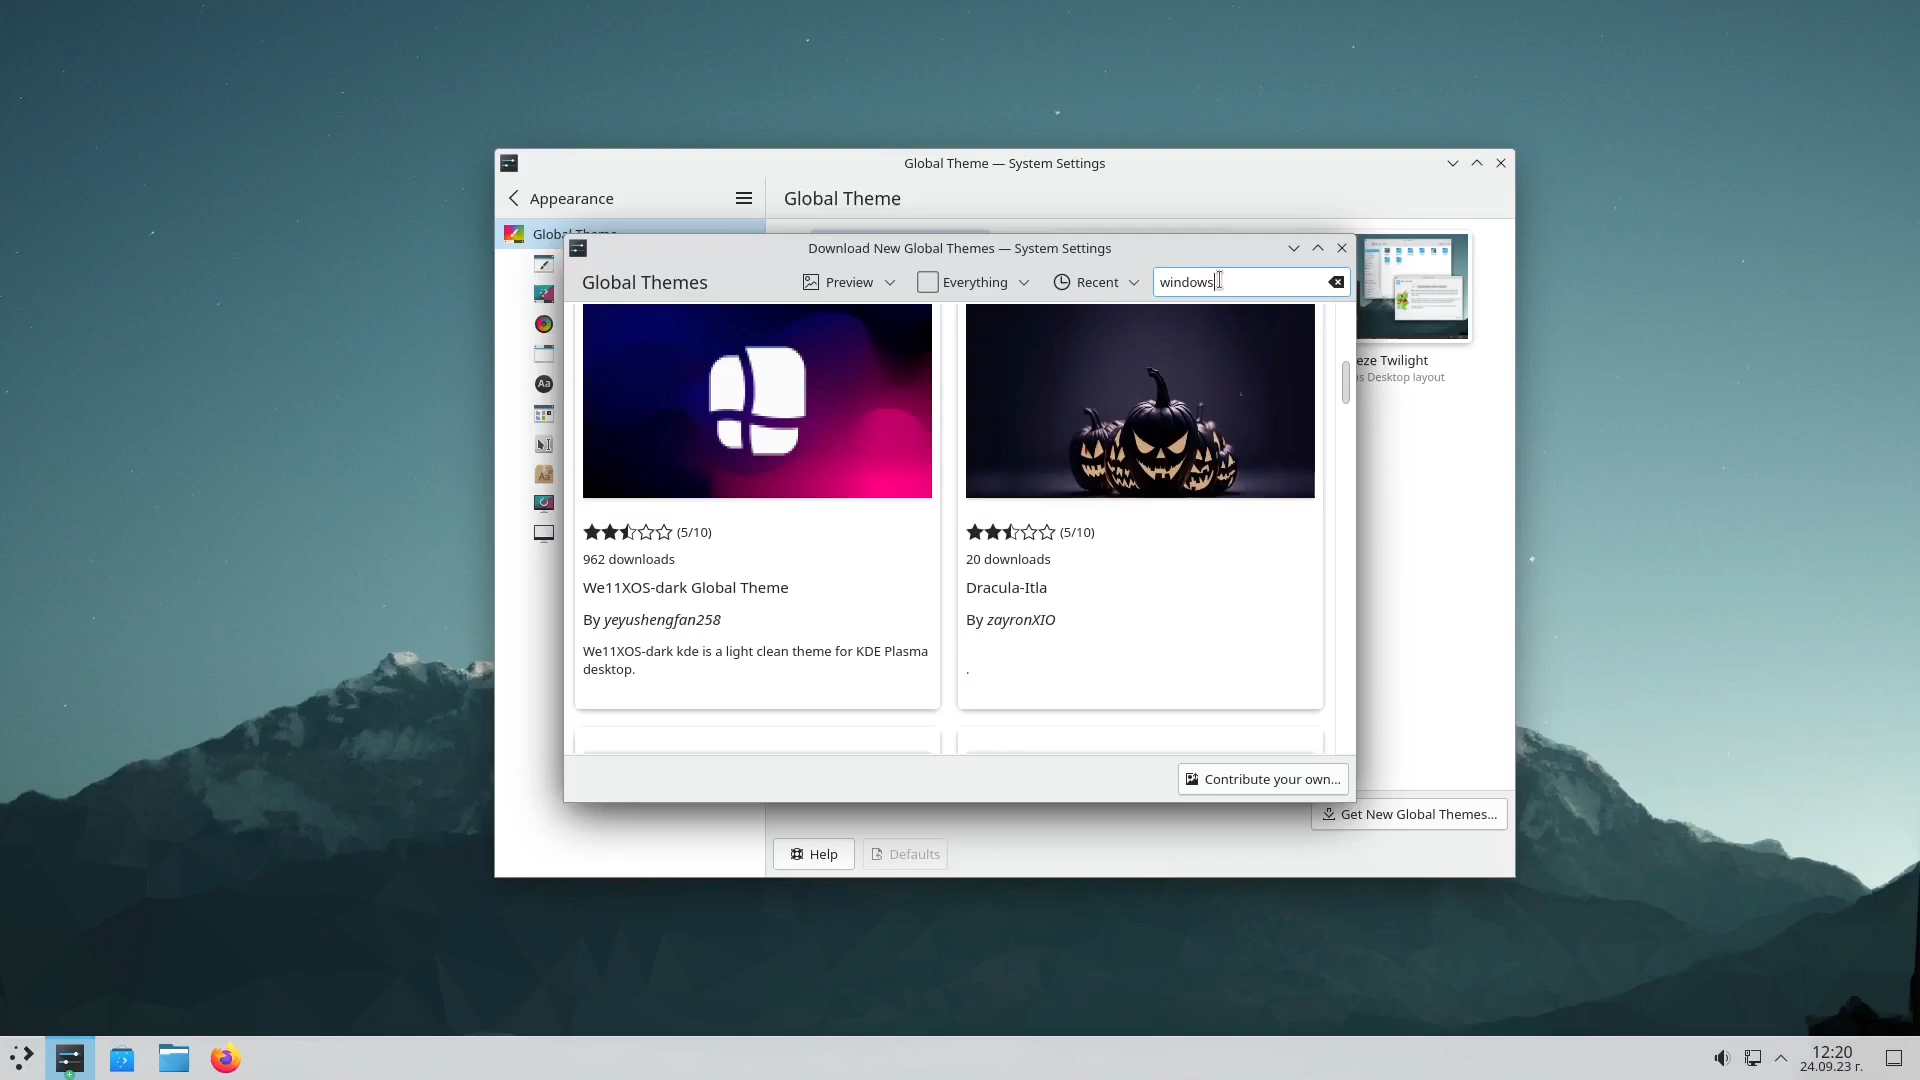 Global Theme — System Settings
Appearance
Global Theme
Global Theme
Download New Global Themes — System Settings
Global Themes
Preview
Everything
Recent
windows
eze Twilight
s Desktop layout
(5/10)
962 downloads
We11XOS-dark Global Theme
By yeyushengfan258
We11XOS-dark kde is a light clean theme for KDE Plasma
desktop.
(5/10)
20 downloads
Dracula-Itla
By zayronXIO
.
Contribute your own...
Get New Global Themes...
Help
Defaults
12:20
24.09.23 г.